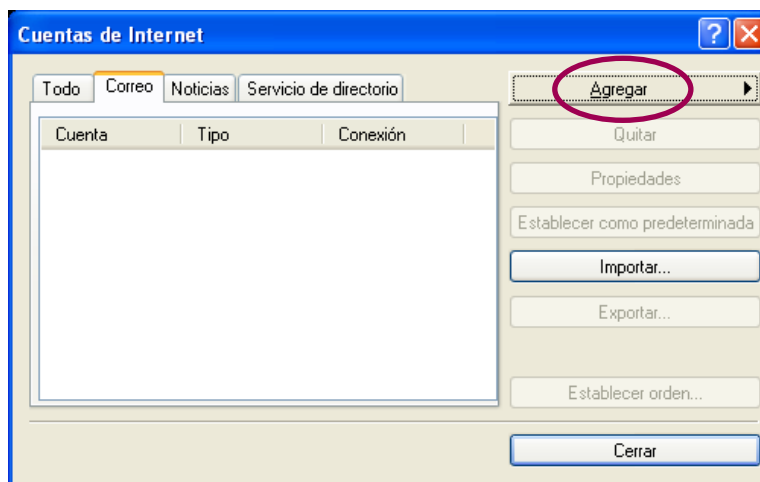 Cuentas de Internet
?
Todo Correo Noticias Servicio de directorio
Agregar
Cuenta Tipo Conexión
Quitar
Propiedades
Establecer como predeterminada
Importar...
Exportar...
Establecer orden...
Cerrar